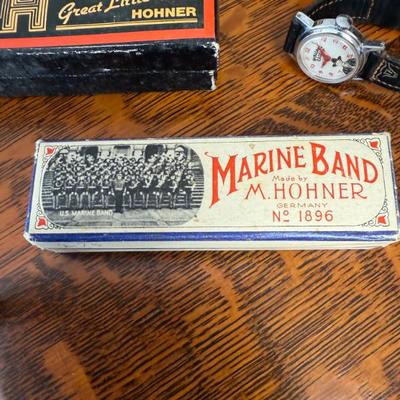 Great Little
HOHNER
U.S. MARINE BAND
MARINE BAND
Made by
M. HOHNER
GERMANY
Nº 1896